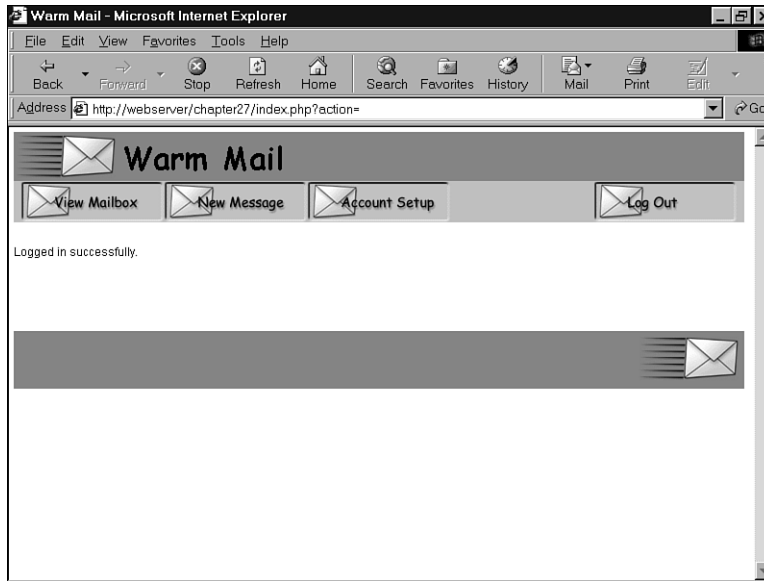 Warm Mail - Microsoft Internet Explorer
File Edit View Favorites Tools Help
Back Forward Stop Refresh Home Search Favorites History Mail Print Edit
Address http://webserver/chapter27/index.php?action= Go
Warm Mail
View Mailbox New Message Account Setup Log Out
Logged in successfully.